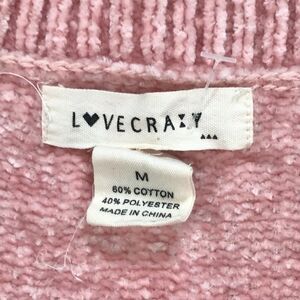 L♥VECRAZY
M
60% COTTON
40% POLYESTER
MADE IN CHINA